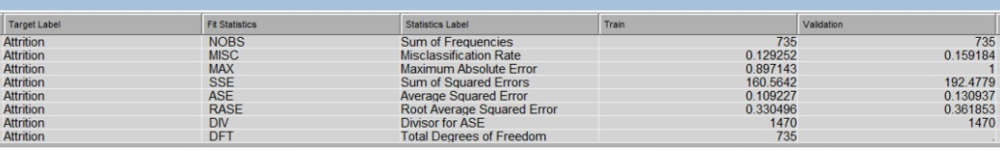 Target Label Fit Statistics Statistics Label Train Validation
Attrition NOBS Sum of Frequencies 735 735
Attrition MISC Misclassification Rate 0.129252 0.159184
Attrition MAX Maximum Absolute Error 0.897143 1
Attrition SSE Sum of Squared Errors 160.5642 192.4779
Attrition ASE Average Squared Error 0.109227 0.130937
Attrition RASE Root Average Squared Error 0.330496 0.361853
Attrition DIV Divisor for ASE 1470 1470
Attrition DFT Total Degrees of Freedom 735 .